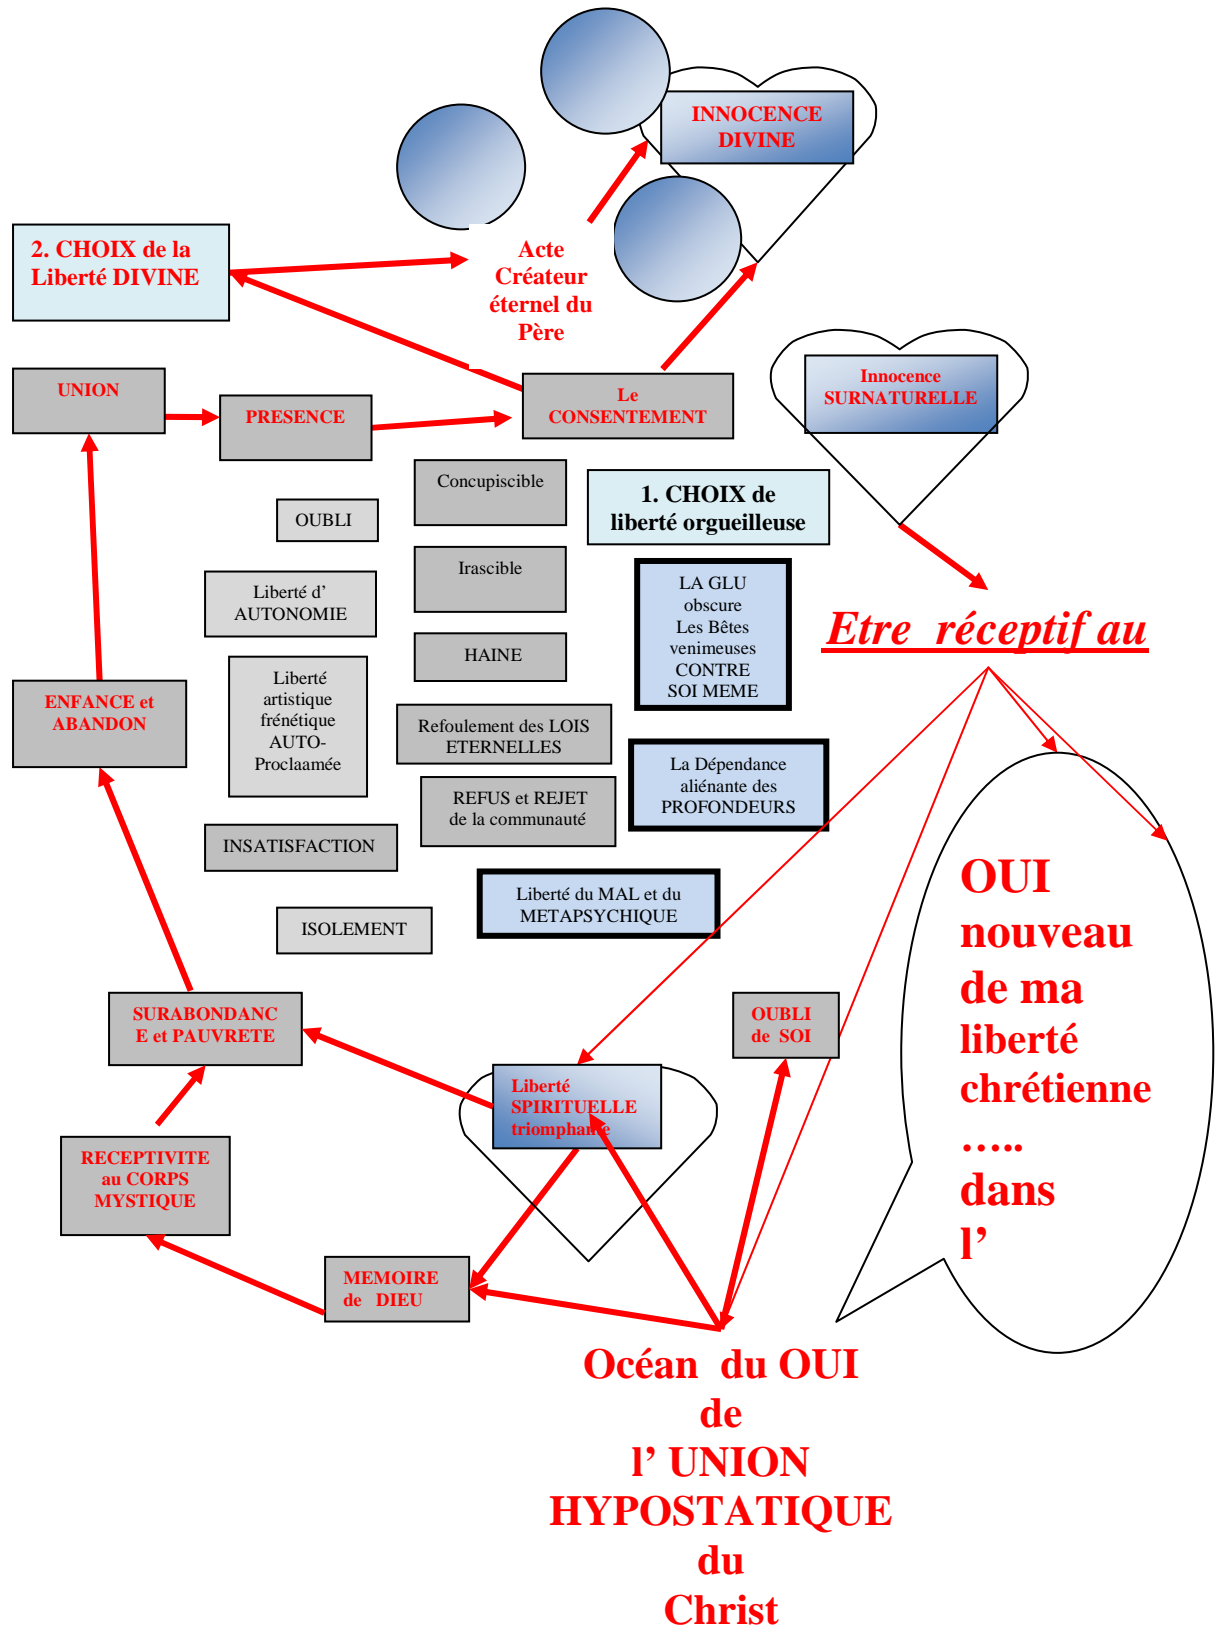 INNOCENCE
DIVINE
2. CHOIX de la
Liberté DIVINE
Acte
Créateur
éternel du
Père
UNION
PRESENCE
Le
CONSENTEMENT
Innocence
SURNATURELLE
Concupiscible
1. CHOIX de
liberté orgueilleuse
OUBLI
Irascible
LA GLU
obscure
Les Bêtes
venimeuses
CONTRE
SOI MEME
Liberté d’
AUTONOMIE
Etre réceptif au
HAINE
Liberté
artistique
frénétique
AUTO-
Proclaamée
ENFANCE et
ABANDON
Refoulement des LOIS
ETERNELLES
La Dépendance
aliénante des
PROFONDEURS
REFUS et REJET
de la communauté
INSATISFACTION
Liberté du MAL et du
METAPSYCHIQUE
ISOLEMENT
OUI
nouveau
de ma
liberté
chrétienne
…..
dans
l’
SURABONDANC
E et PAUVRETE
OUBLI
de SOI
Liberté
SPIRITUELLE
triomphante
RECEPTIVITE
au CORPS
MYSTIQUE
MEMOIRE
de DIEU
Océan du OUI
de
l’ UNION
HYPOSTATIQUE
du
Christ